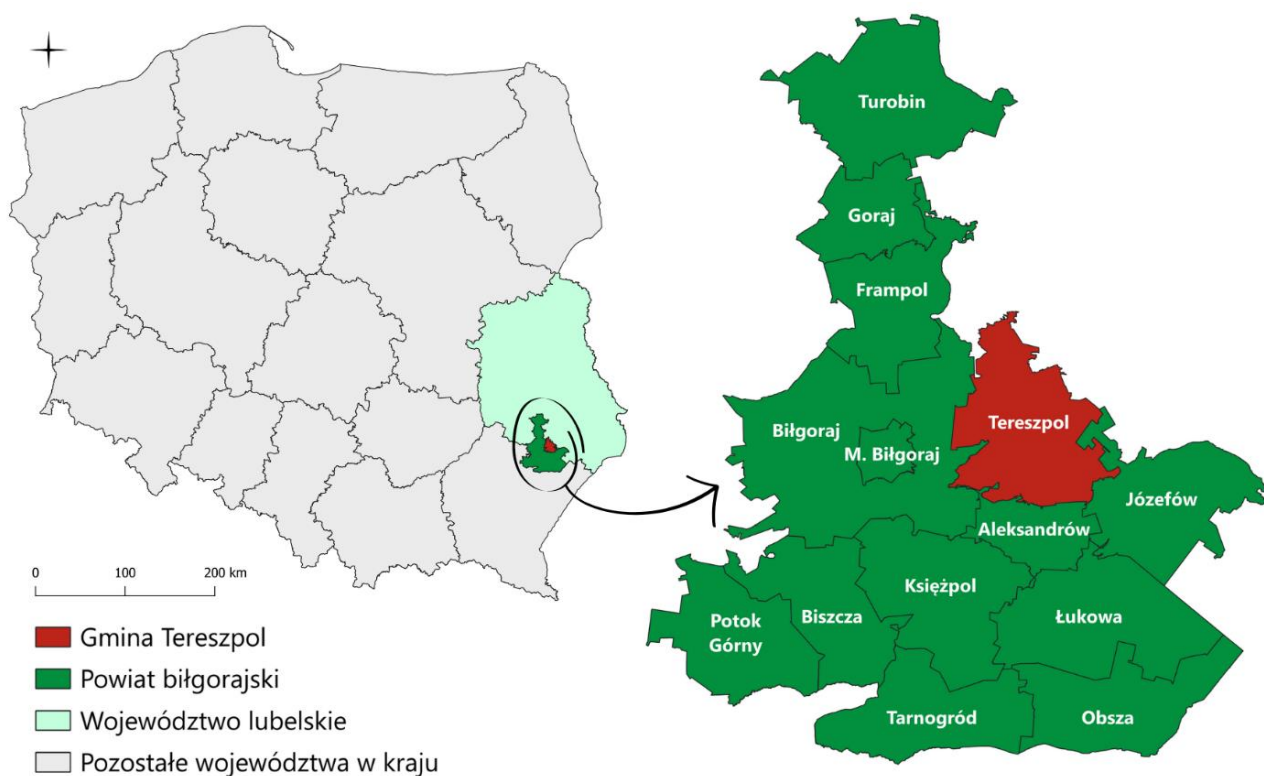 Turobin
Goraj
Frampol
Tereszpol
Biłgoraj
M. Biłgoraj
Józefów
Aleksandrów
Księżpol
Łukowa
Biszcza
Potok
Górny
Tarnogród
Obsza
0 100 200 km
Gmina Tereszpol
Powiat biłgorajski
Województwo lubelskie
Pozostałe województwa w kraju